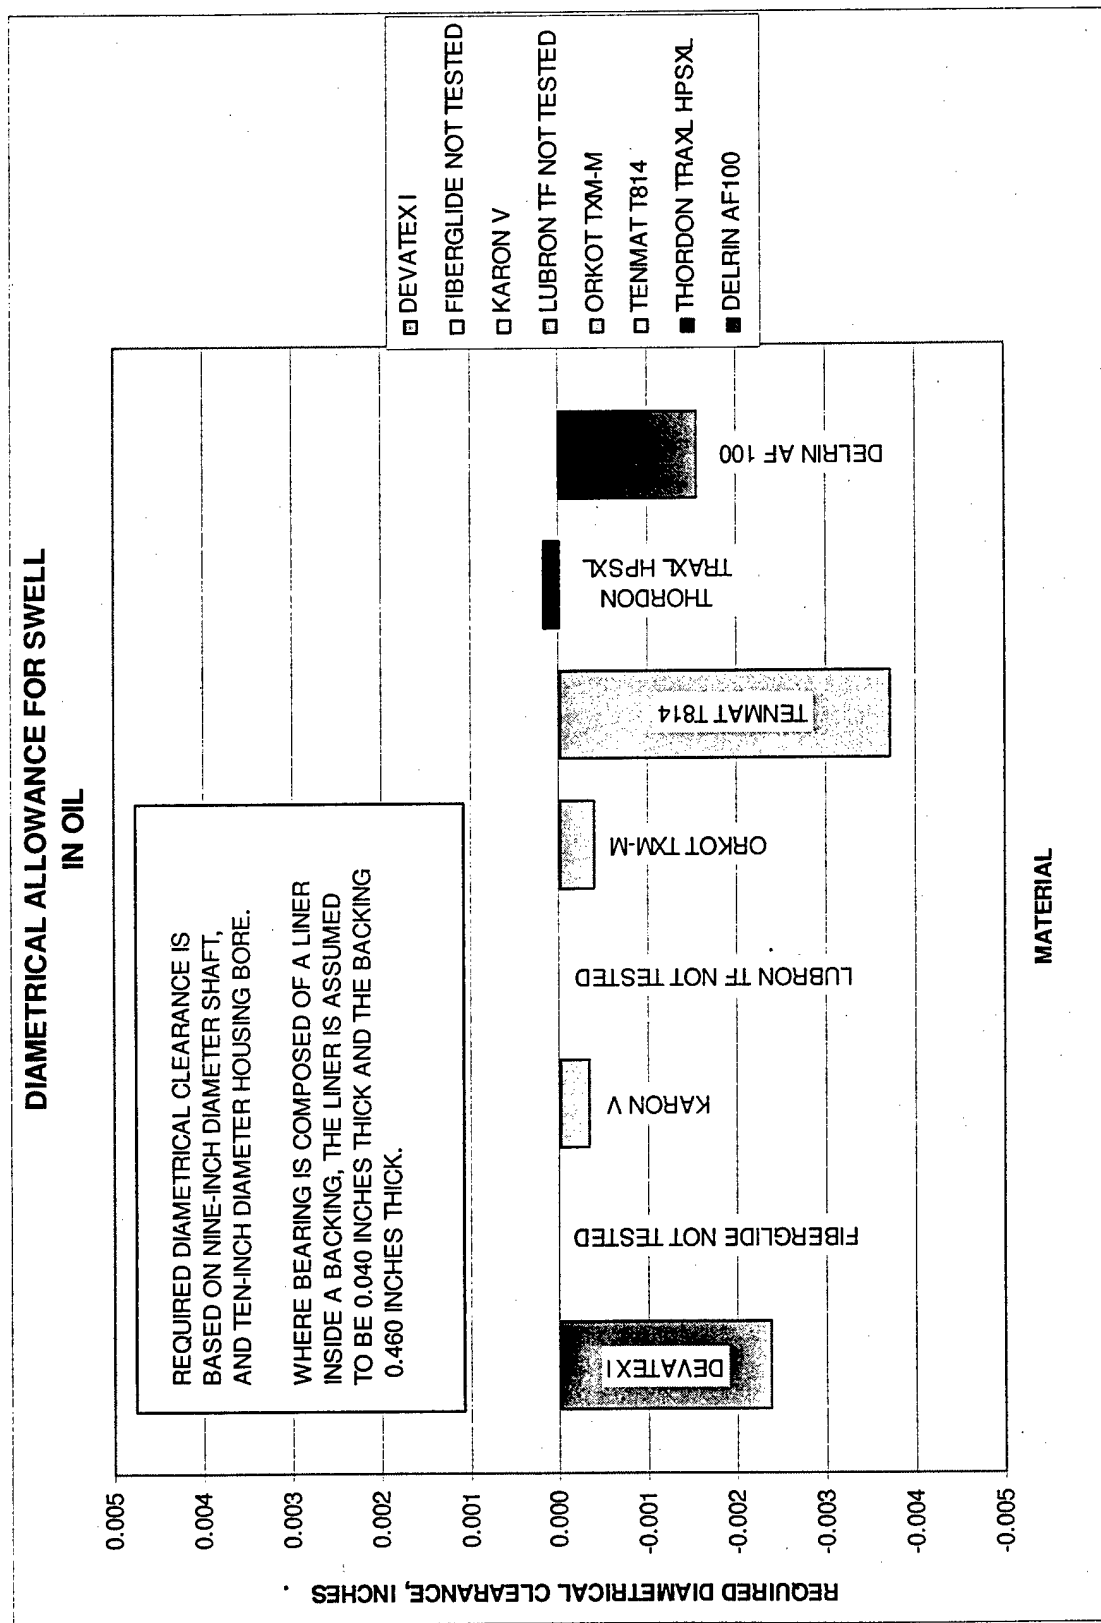 DIAMETRICAL ALLOWANCE FOR SWELL
IN OIL
REQUIRED DIAMETRICAL CLEARANCE, INCHES
0.005
0.004
0.003
0.002
0.001
0.000
-0.001
-0.002
-0.003
-0.004
-0.005
REQUIRED DIAMETRICAL CLEARANCE IS
BASED ON NINE-INCH DIAMETER SHAFT,
AND TEN-INCH DIAMETER HOUSING BORE.
WHERE BEARING IS COMPOSED OF A LINER
INSIDE A BACKING, THE LINER IS ASSUMED
TO BE 0.040 INCHES THICK AND THE BACKING
0.460 INCHES THICK.
DEVATEX I
FIBERGLIDE NOT TESTED
KARON V
LUBRON TF NOT TESTED
ORKOT TXM-M
TENMAT T814
THORDON
TRAXL HPSXL
DELRIN AF 100
MATERIAL
DEVATEX I
FIBERGLIDE NOT TESTED
KARON V
LUBRON TF NOT TESTED
ORKOT TXM-M
TENMAT T814
THORDON TRAXL HPSXL
DELRIN AF100